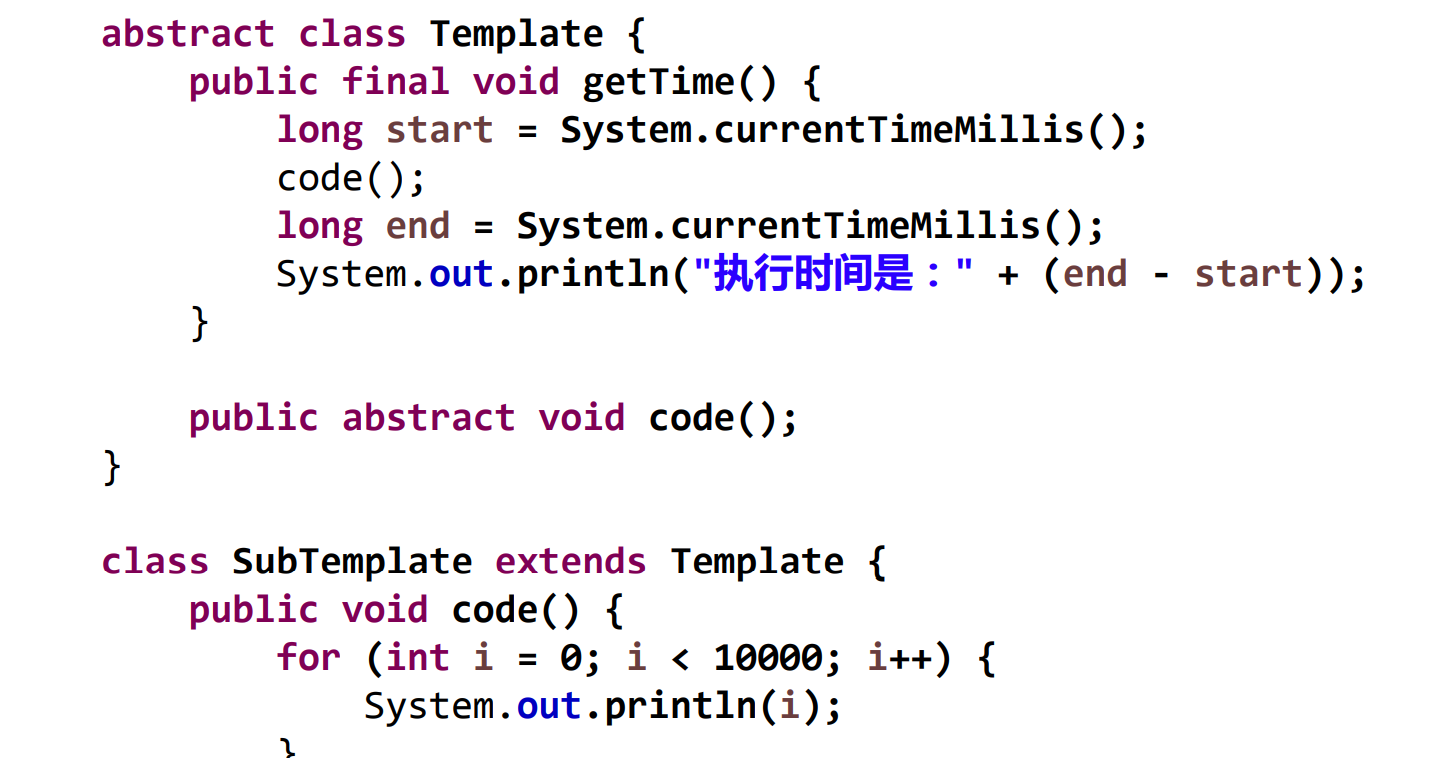 abstract class Template {
public final void getTime() {
long start = System.currentTimeMillis();
code();
long end = System.currentTimeMillis();
System.out.println("执行时间是：" + (end - start));
}
public abstract void code();
}
class SubTemplate extends Template {
public void code() {
for (int i = 0; i < 10000; i++) {
System.out.println(i);
}